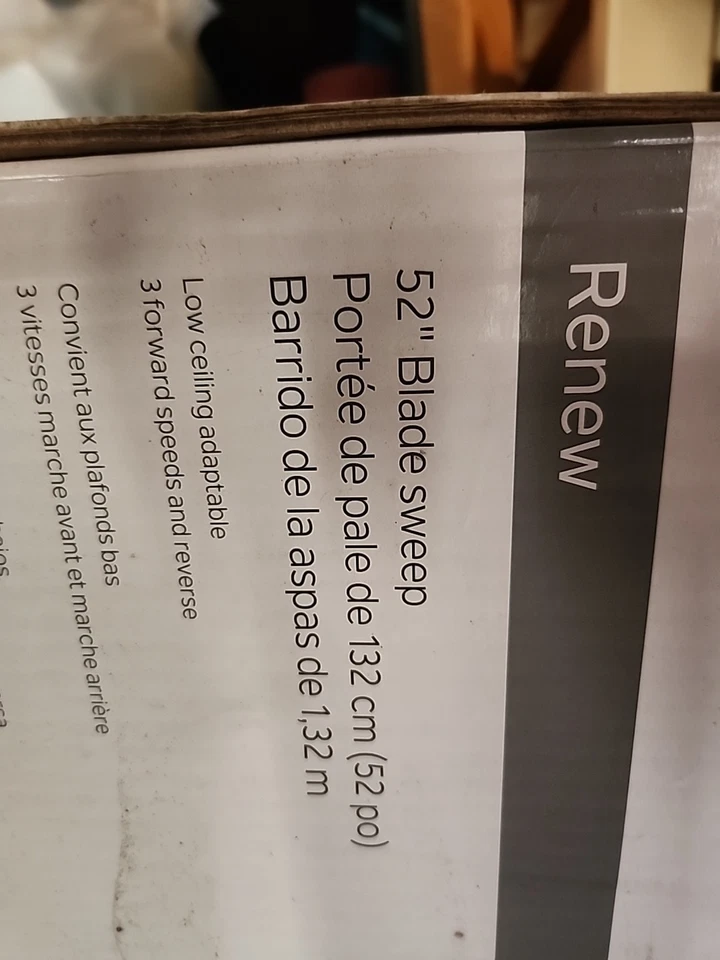 Renew
52" Blade sweep
Portée de pale de 132 cm (52 po)
Barrido de la aspas de 1,32 m
Low ceiling adaptable
3 forward speeds and reverse
Convient aux plafonds bas
3 vitesses marche avant et marche arrière